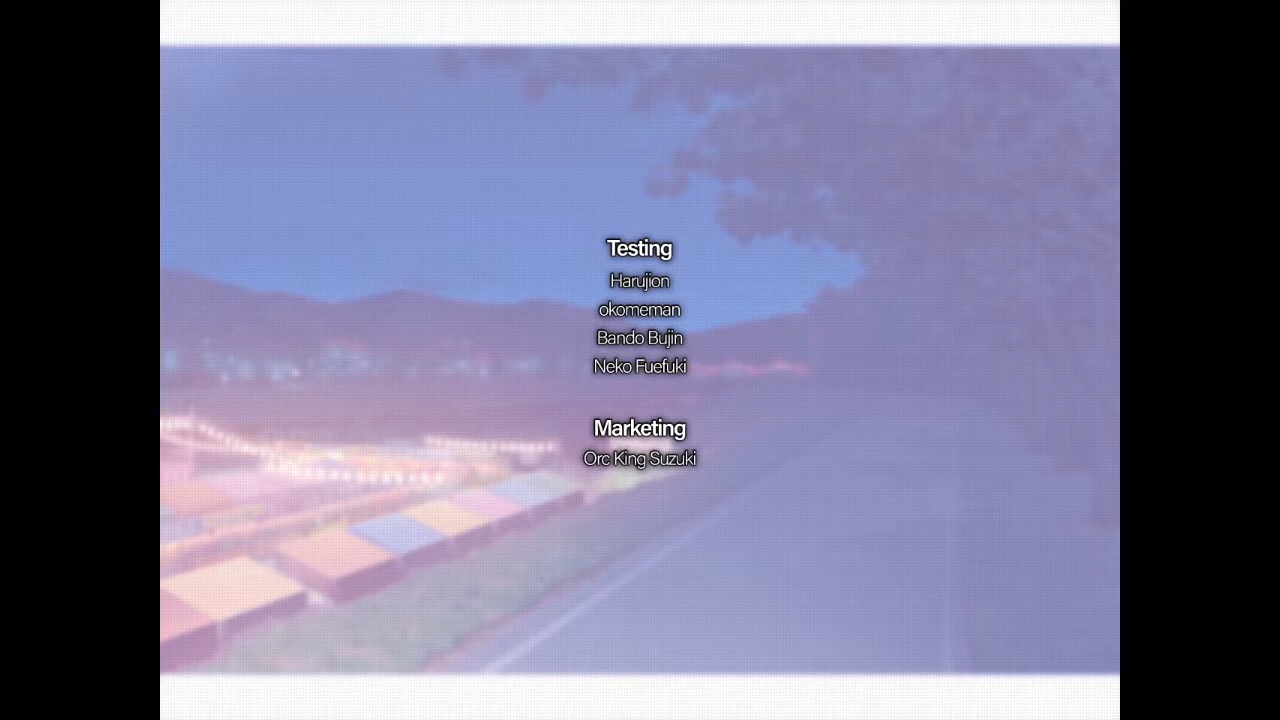 Testing
Harujion
okomeman
Bando Bujin
Neko Fuefuki
Marketing
Orc King Suzuki